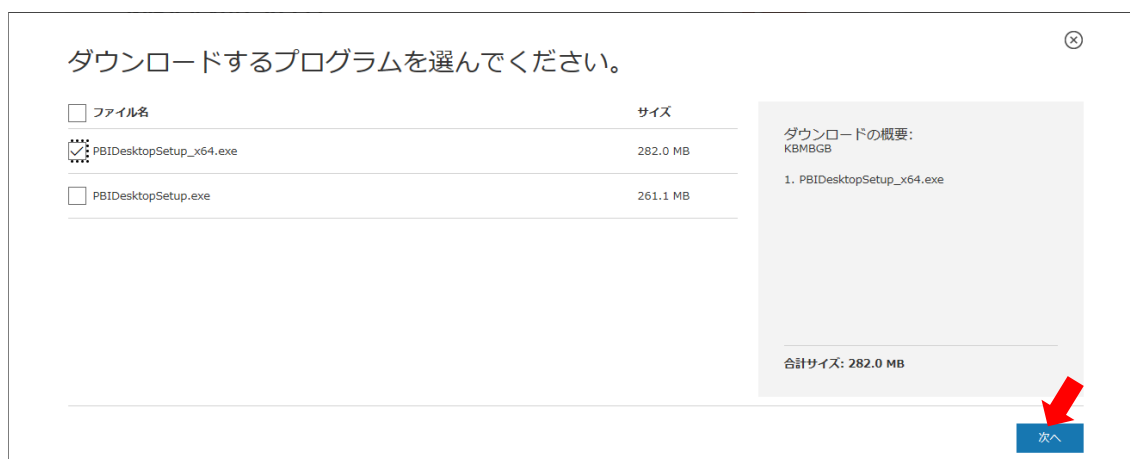 ダウンロードするプログラムを選んでください。
ファイル名 サイズ
PBIDesktopSetup_x64.exe 282.0 MB
PBIDesktopSetup.exe 261.1 MB
ダウンロードの概要:
KBMBGB
1. PBIDesktopSetup_x64.exe
合計サイズ: 282.0 MB
次へ